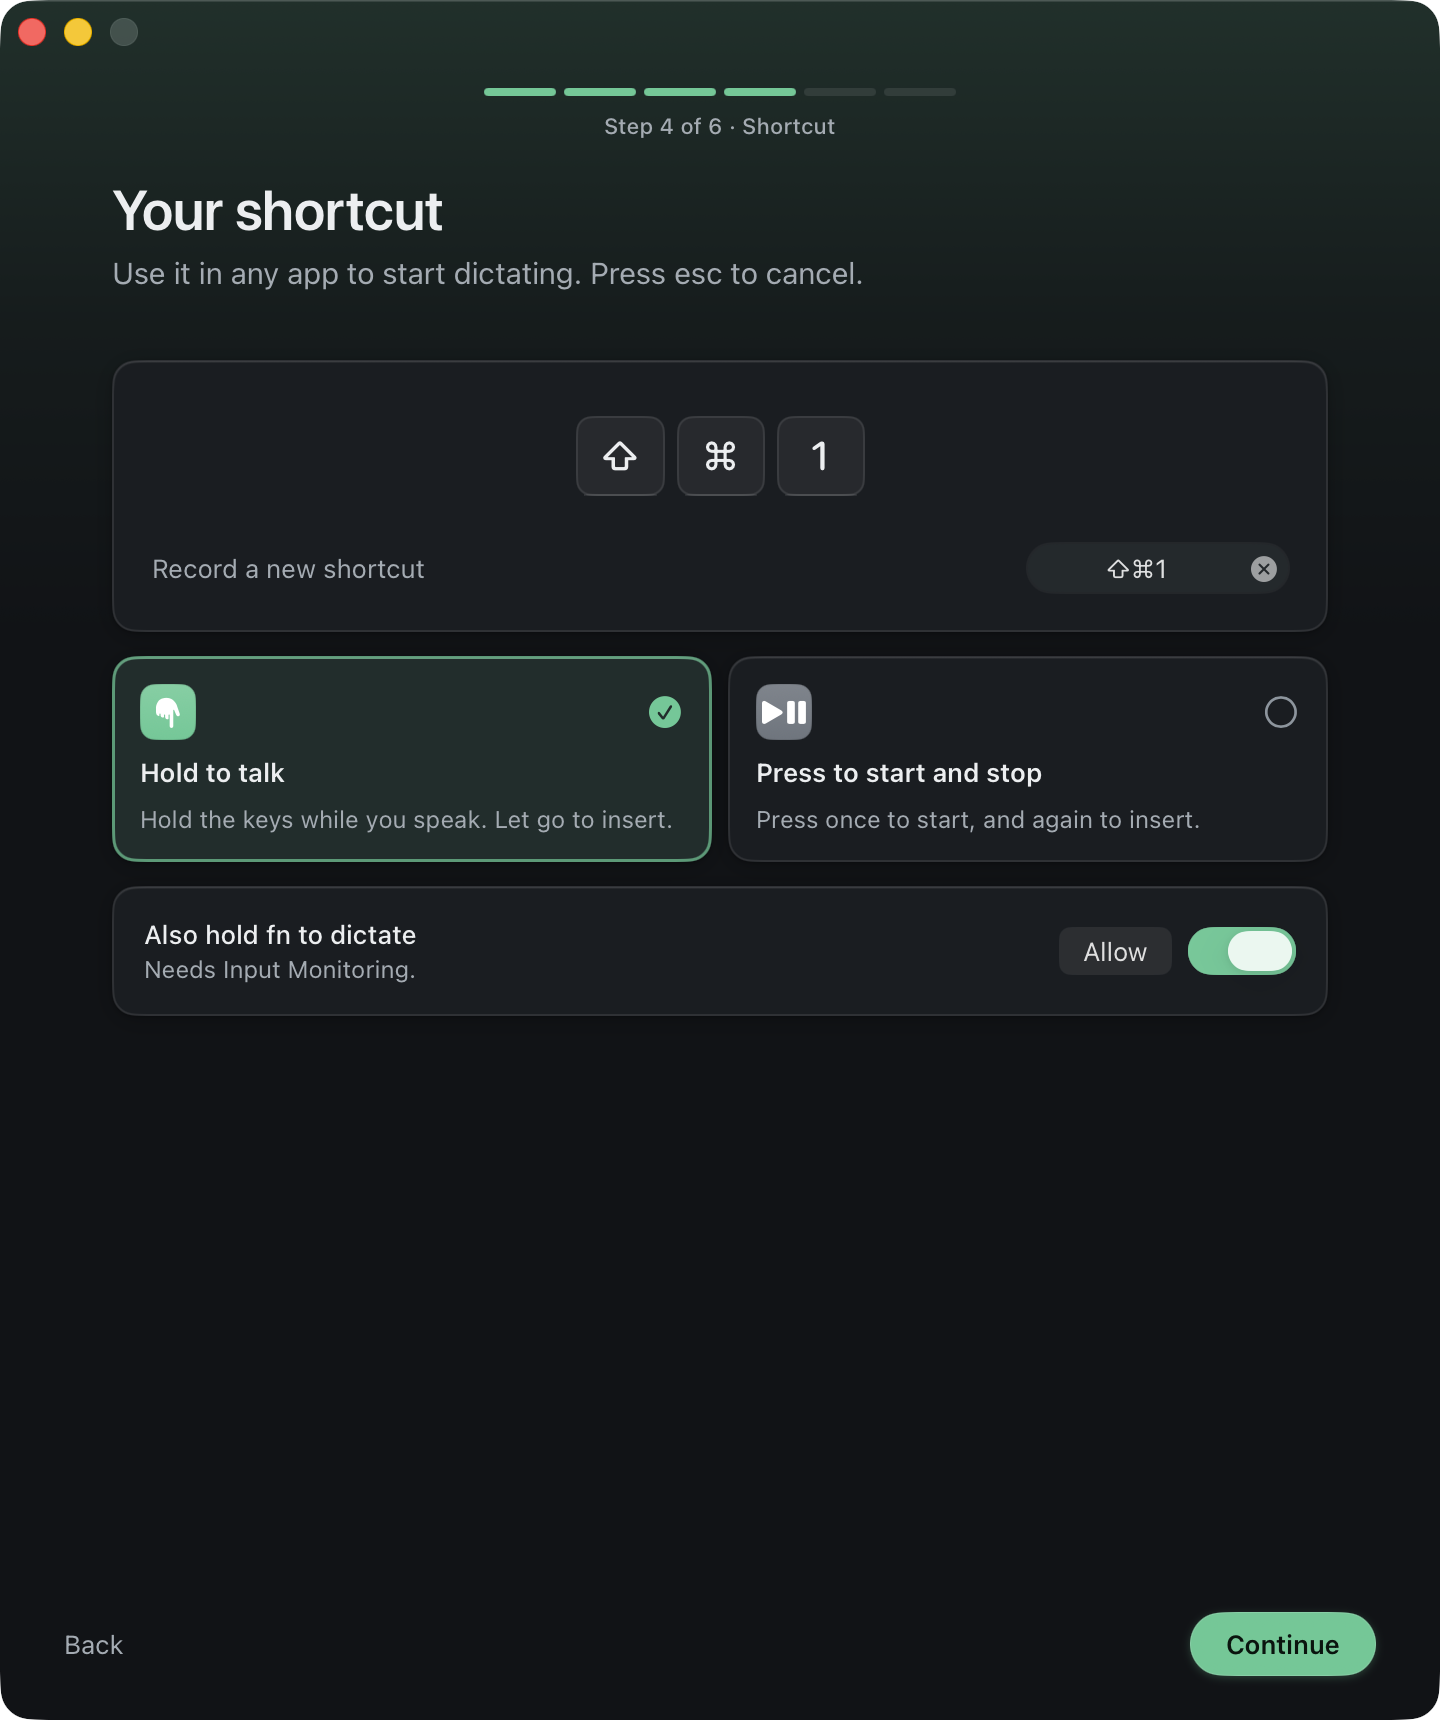 Step 4 of 6 · Shortcut
Your shortcut
Use it in any app to start dictating. Press esc to cancel.
⇧ ⌘ 1
Record a new shortcut
⇧⌘1
Hold to talk
Hold the keys while you speak. Let go to insert.
Press to start and stop
Press once to start, and again to insert.
Also hold fn to dictate
Needs Input Monitoring.
Allow
Back
Continue